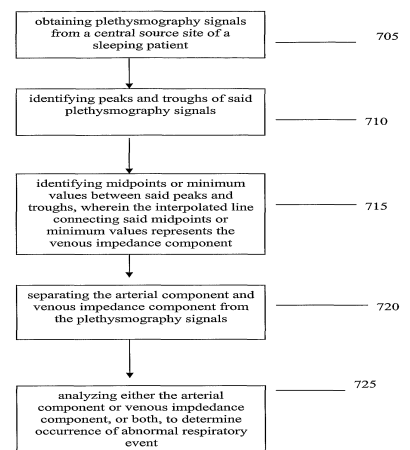 obtaining plethysmography signals
from a central source site of a
sleeping patient
705
identifying peaks and troughs of said
plethysmography signals
710
identifying midpoints or minimum
values between said peaks and
troughs, wherein the interpolated line
connecting said midpoints or
minimum values represents the
venous impedance component
715
separating the arterial component and
venous impedance component from
the plethysmography signals
720
analyzing either the arterial
component or venous impdedance
component, or both, to determine
occurrence of abnormal respiratory
event
725